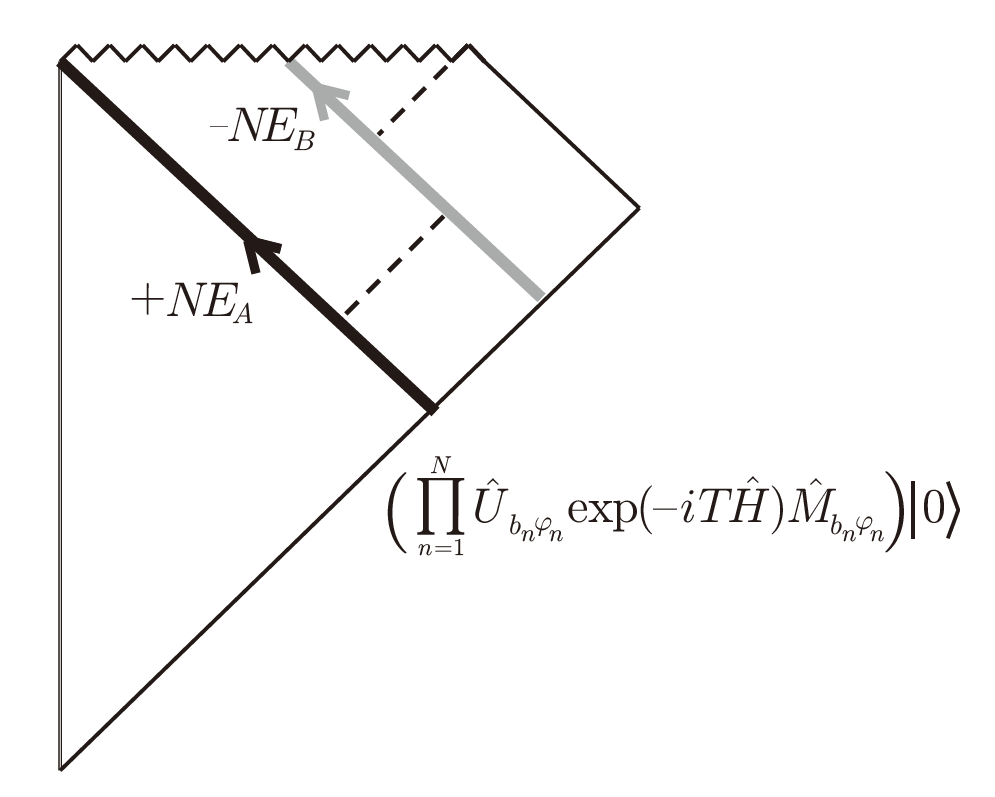 –NE_B
+NE_A
(∏_{n=1}^{N} Û_{b_nφ_n} exp(–iTĤ) M̂_{b_nφ_n})|0⟩